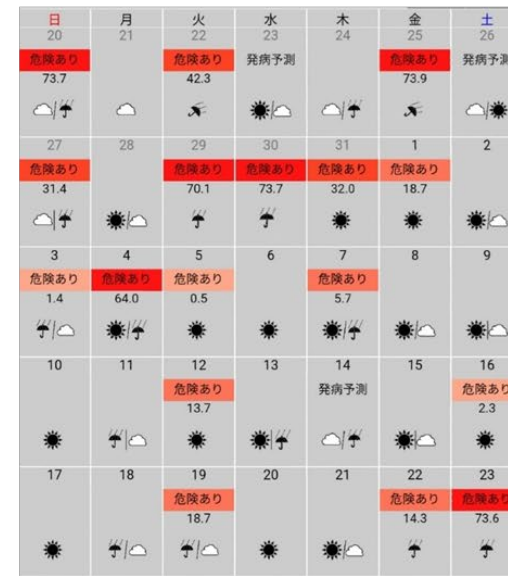 日 月 火 水 木 金 土
20 21 22 23 24 25 26
危険あり 危険あり 発病予測 危険あり 発病予測
73.7 42.3 73.9
27 28 29 30 31 1 2
危険あり 危険あり 危険あり 危険あり 危険あり
31.4 70.1 73.7 32.0 18.7
3 4 5 6 7 8 9
危険あり 危険あり 危険あり 危険あり
1.4 64.0 0.5 5.7
10 11 12 13 14 15 16
危険あり 発病予測 危険あり
13.7 2.3
17 18 19 20 21 22 23
危険あり 危険あり 危険あり
18.7 14.3 73.6